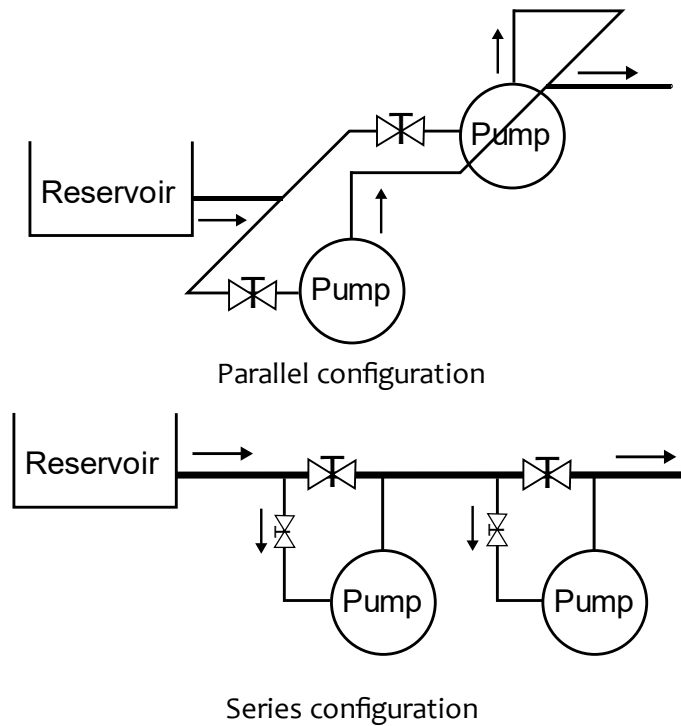 Pump
Reservoir
Pump
Parallel configuration
Reservoir
Pump
Pump
Series configuration